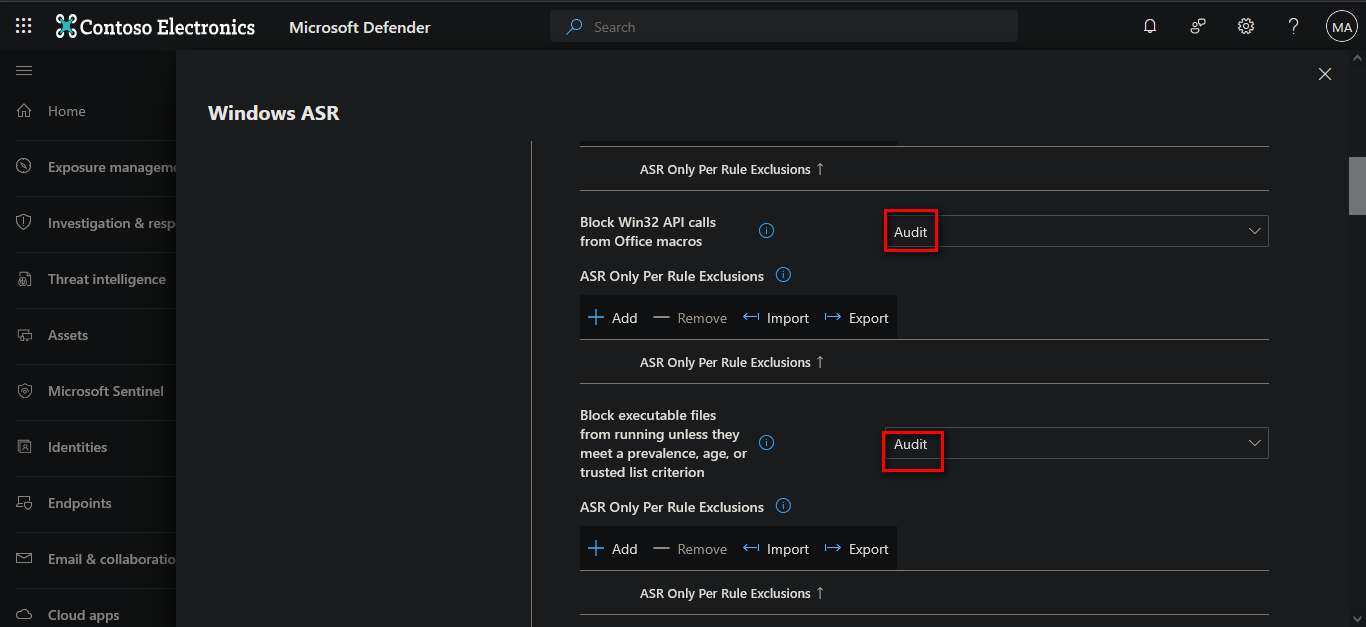 Contoso Electronics
Microsoft Defender
Search
?
MA
Home
Windows ASR
Exposure manageme
ASR Only Per Rule Exclusions ↑
Investigation & resp
Block Win32 API calls
from Office macros
Audit
Threat intelligence
ASR Only Per Rule Exclusions
Add
Remove
Import
Export
Assets
ASR Only Per Rule Exclusions ↑
Microsoft Sentinel
Block executable files
from running unless they
meet a prevalence, age, or
trusted list criterion
Audit
Identities
Endpoints
ASR Only Per Rule Exclusions
Add
Remove
Import
Export
Email & collaboratio
ASR Only Per Rule Exclusions ↑
Cloud apps